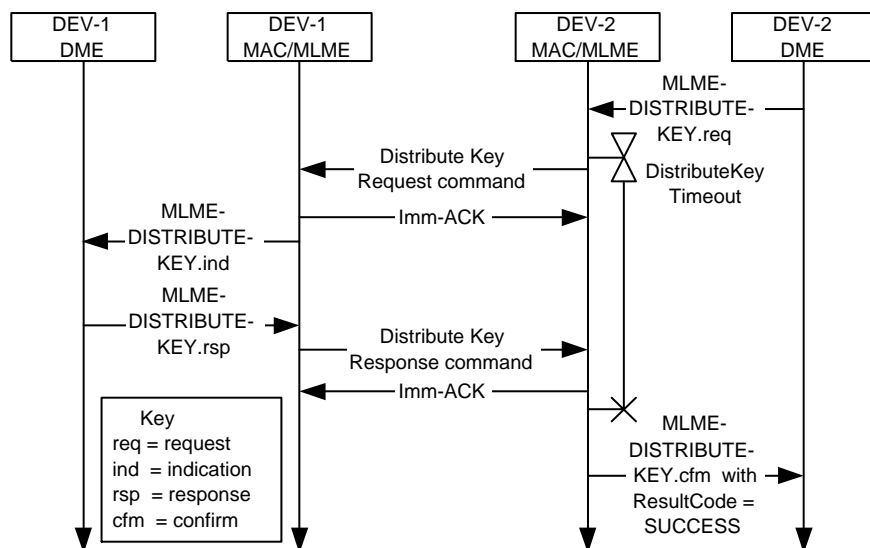 DEV-1
DME
DEV-1
MAC/MLME
DEV-2
MAC/MLME
DEV-2
DME
MLME-
DISTRIBUTE-
KEY.req
Distribute Key
Request command
DistributeKey
Timeout
Imm-ACK
MLME-
DISTRIBUTE-
KEY.ind
MLME-
DISTRIBUTE-
KEY.rsp
Distribute Key
Response command
Imm-ACK
MLME-
DISTRIBUTE-
KEY.cfm with
ResultCode =
SUCCESS
Key
req = request
ind = indication
rsp = response
cfm = confirm